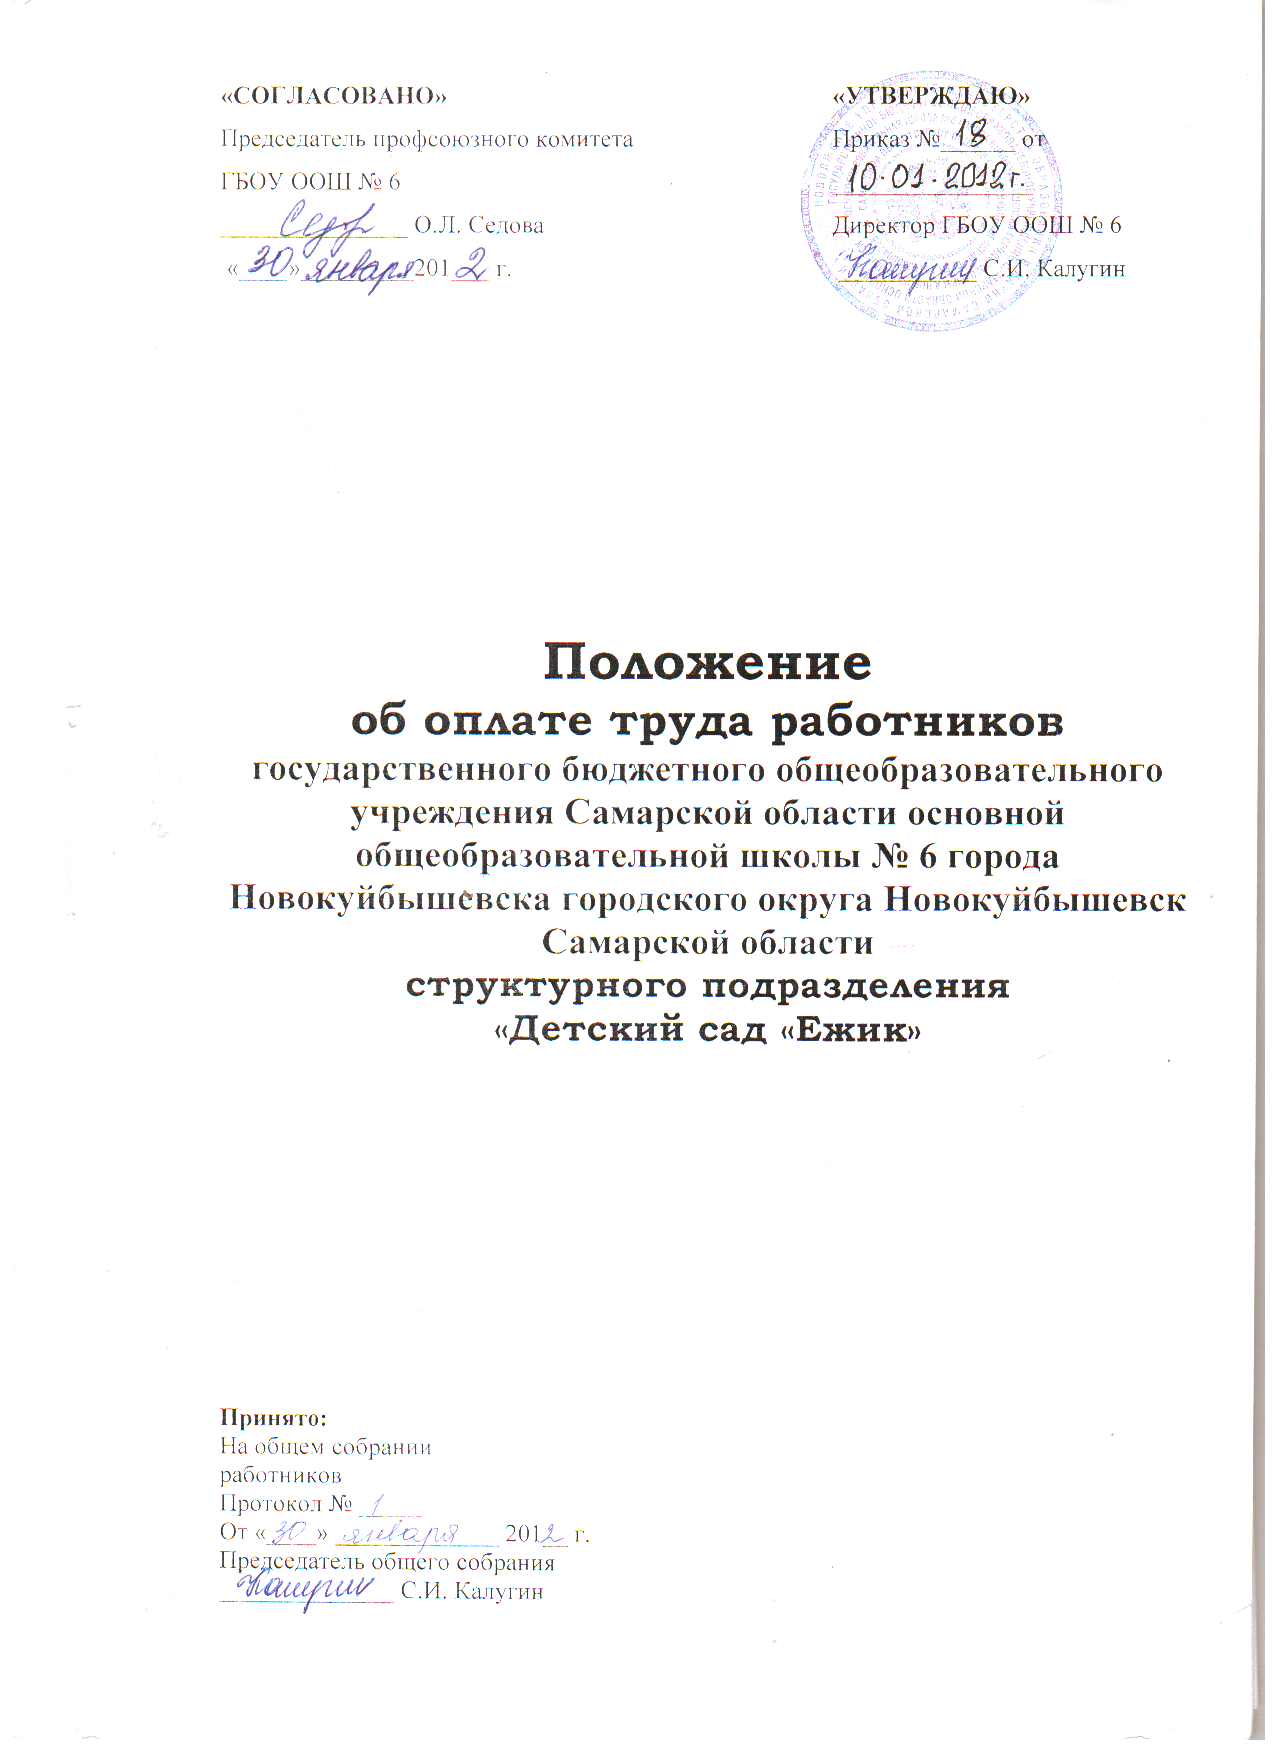 «СОГЛАСОВАНО»
Председатель профсоюзного комитета
ГБОУ ООШ № 6
О.Л. Седова
«30» января 2012 г.
«УТВЕРЖДАЮ»
Приказ № 18 от
10.01.2012 г.
Директор ГБОУ ООШ № 6
С.И. Калугин
Положение
об оплате труда работников
государственного бюджетного общеобразовательного
учреждения Самарской области основной
общеобразовательной школы № 6 города
Новокуйбышевска городского округа Новокуйбышевск
Самарской области
структурного подразделения
«Детский сад «Ежик»
Принято:
На общем собрании
работников
Протокол № 1
От «30» января 2012 г.
Председатель общего собрания
С.И. Калугин